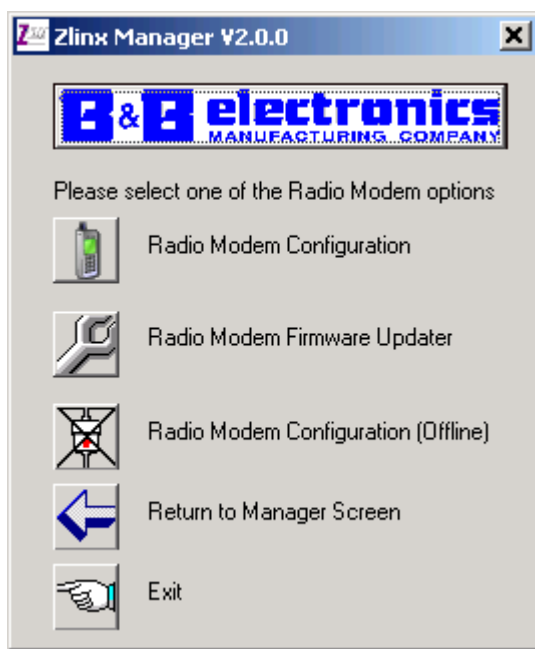 Zlinx Manager V2.0.0
B&B electronics
MANUFACTURING COMPANY
Please select one of the Radio Modem options
Radio Modem Configuration
Radio Modem Firmware Updater
Radio Modem Configuration (Offline)
Return to Manager Screen
Exit